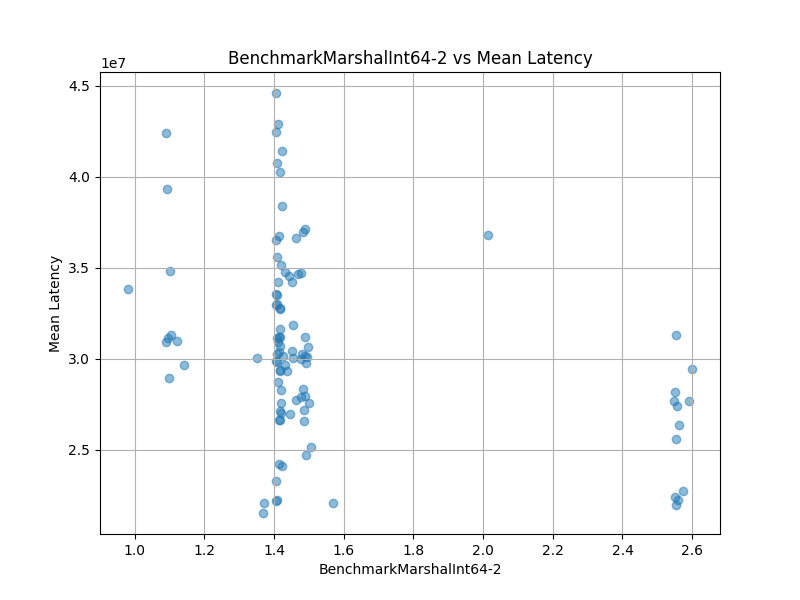 BenchmarkMarshalInt64-2 vs Mean Latency
1e7
4.5
4.0
3.5
3.0
2.5
Mean Latency
1.0 1.2 1.4 1.6 1.8 2.0 2.2 2.4 2.6
BenchmarkMarshalInt64-2